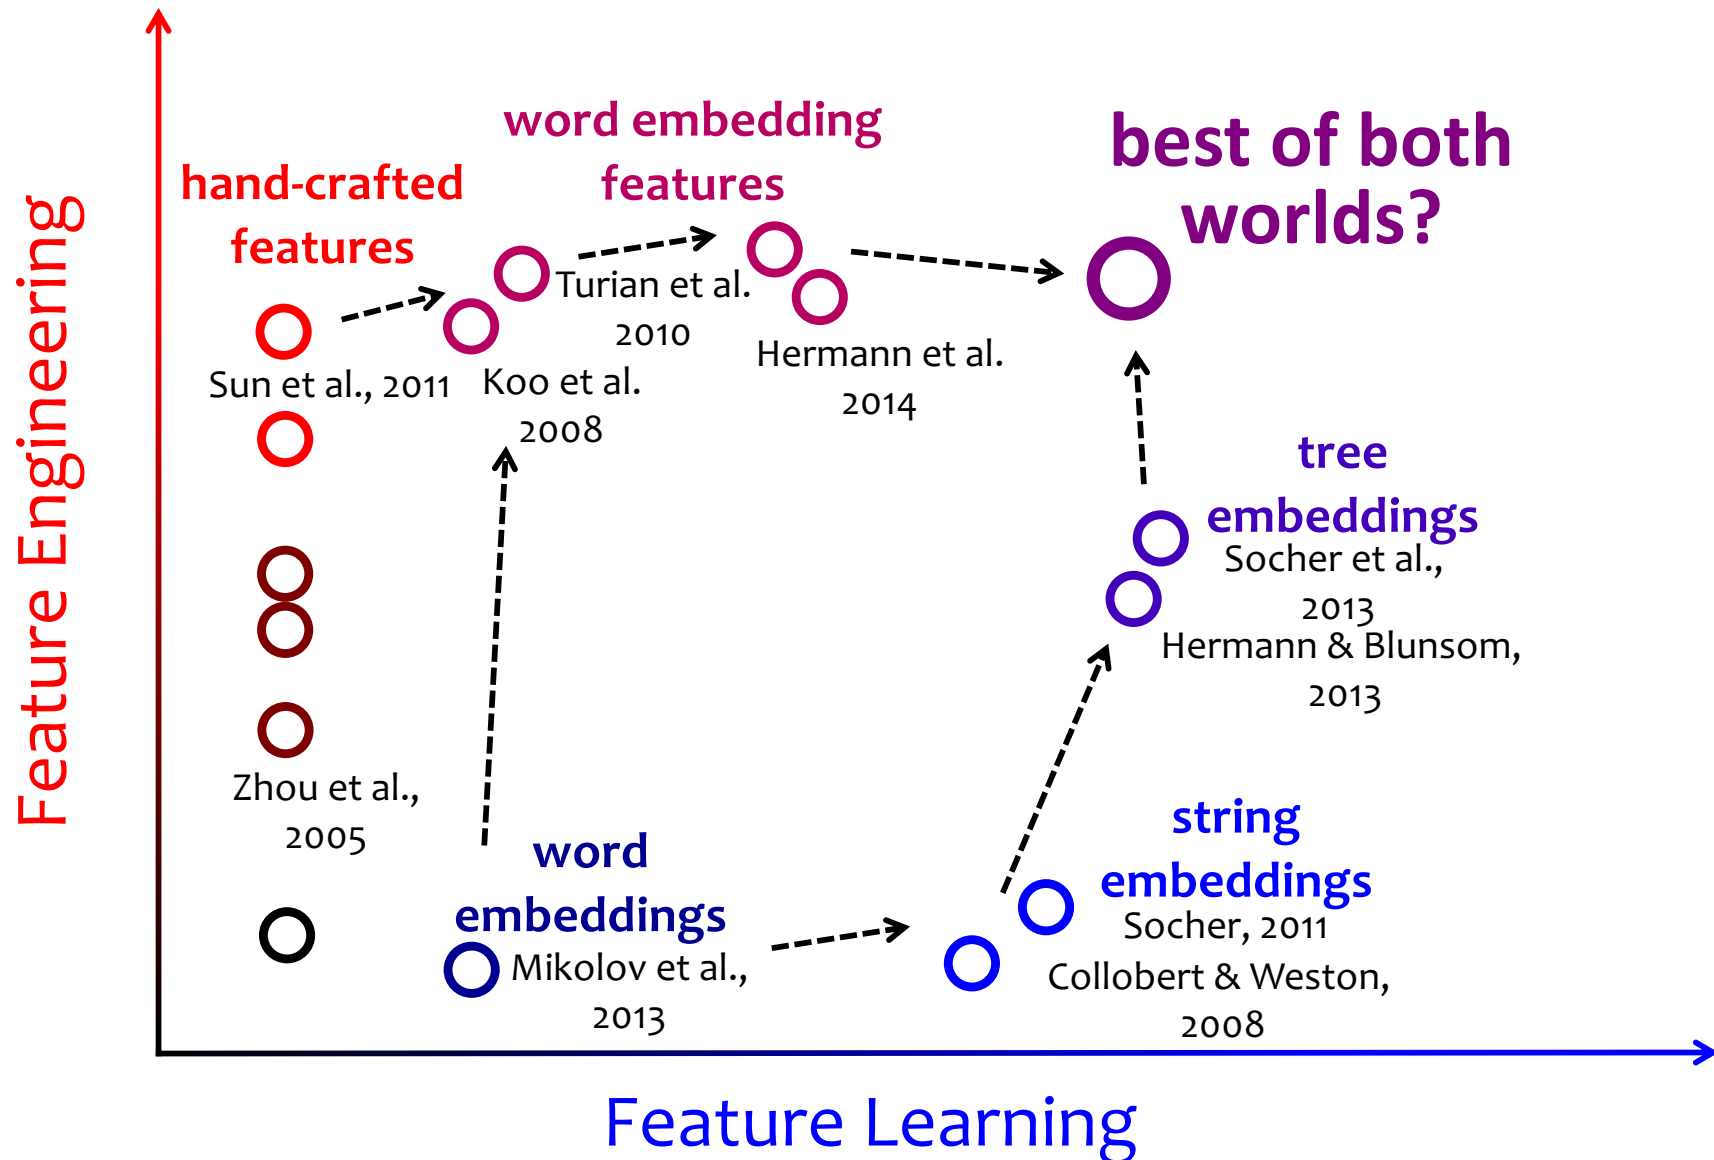 Feature Engineering
hand-crafted
features
Sun et al., 2011
Zhou et al.,
2005
word embedding
features
Turian et al.
2010
Koo et al.
2008
Hermann et al.
2014
best of both
worlds?
tree
embeddings
Socher et al.,
2013
Hermann & Blunsom,
2013
word
embeddings
Mikolov et al.,
2013
string
embeddings
Socher, 2011
Collobert & Weston,
2008
Feature Learning